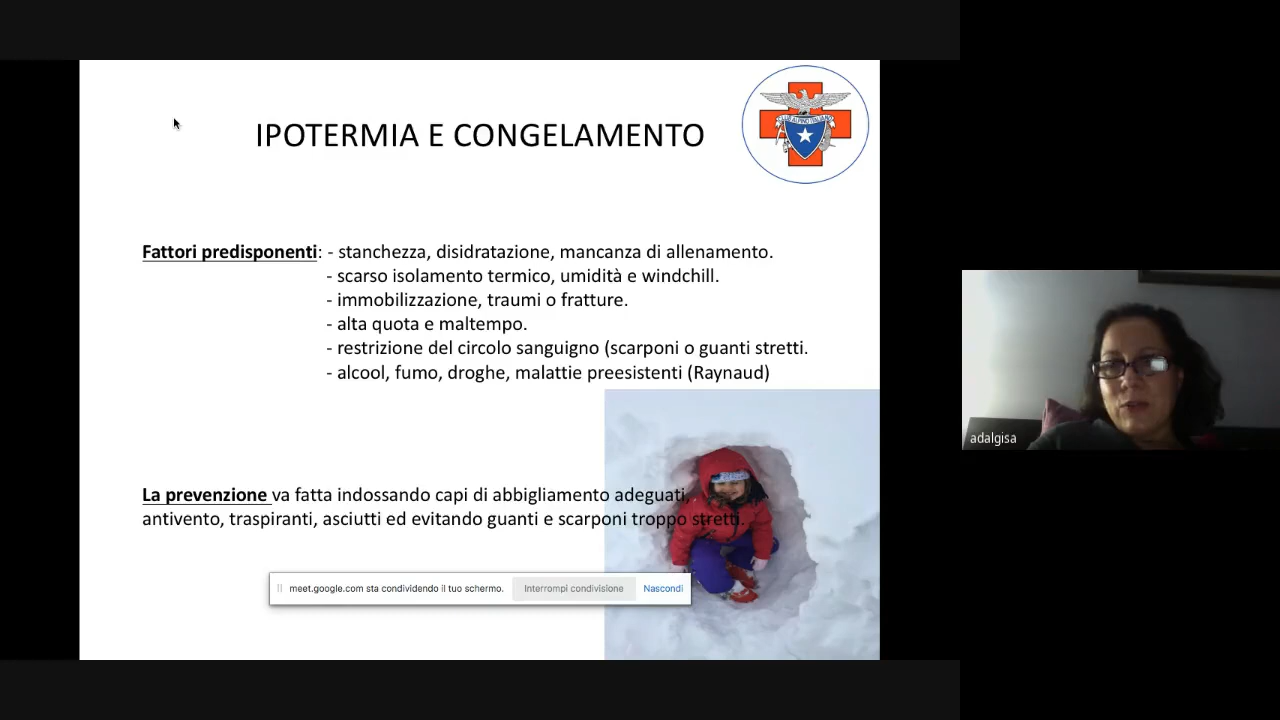 IPOTERMIA E CONGELAMENTO
CLUB ALPINO ITALIANO
Fattori predisponenti: - stanchezza, disidratazione, mancanza di allenamento.
- scarso isolamento termico, umidità e windchill.
- immobilizzazione, traumi o fratture.
- alta quota e maltempo.
- restrizione del circolo sanguigno (scarponi o guanti stretti.
- alcool, fumo, droghe, malattie preesistenti (Raynaud)
La prevenzione va fatta indossando capi di abbigliamento adeguati,
antivento, traspiranti, asciutti ed evitando guanti e scarponi troppo stretti.
meet.google.com sta condividendo il tuo schermo. Interrompi condivisione Nascondi
adalgisa